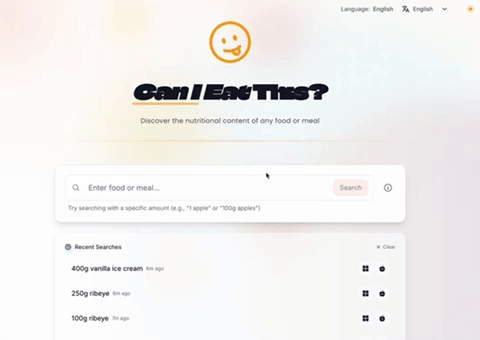 Language: English English
Can I Eat This?
Discover the nutritional content of any food or meal
Enter food or meal...
Search
Try searching with a specific amount (e.g., "1 apple" or "100g apples")
Recent Searches
Clear
400g vanilla ice cream 6m ago
250g ribeye 6m ago
100g ribeye 7m ago